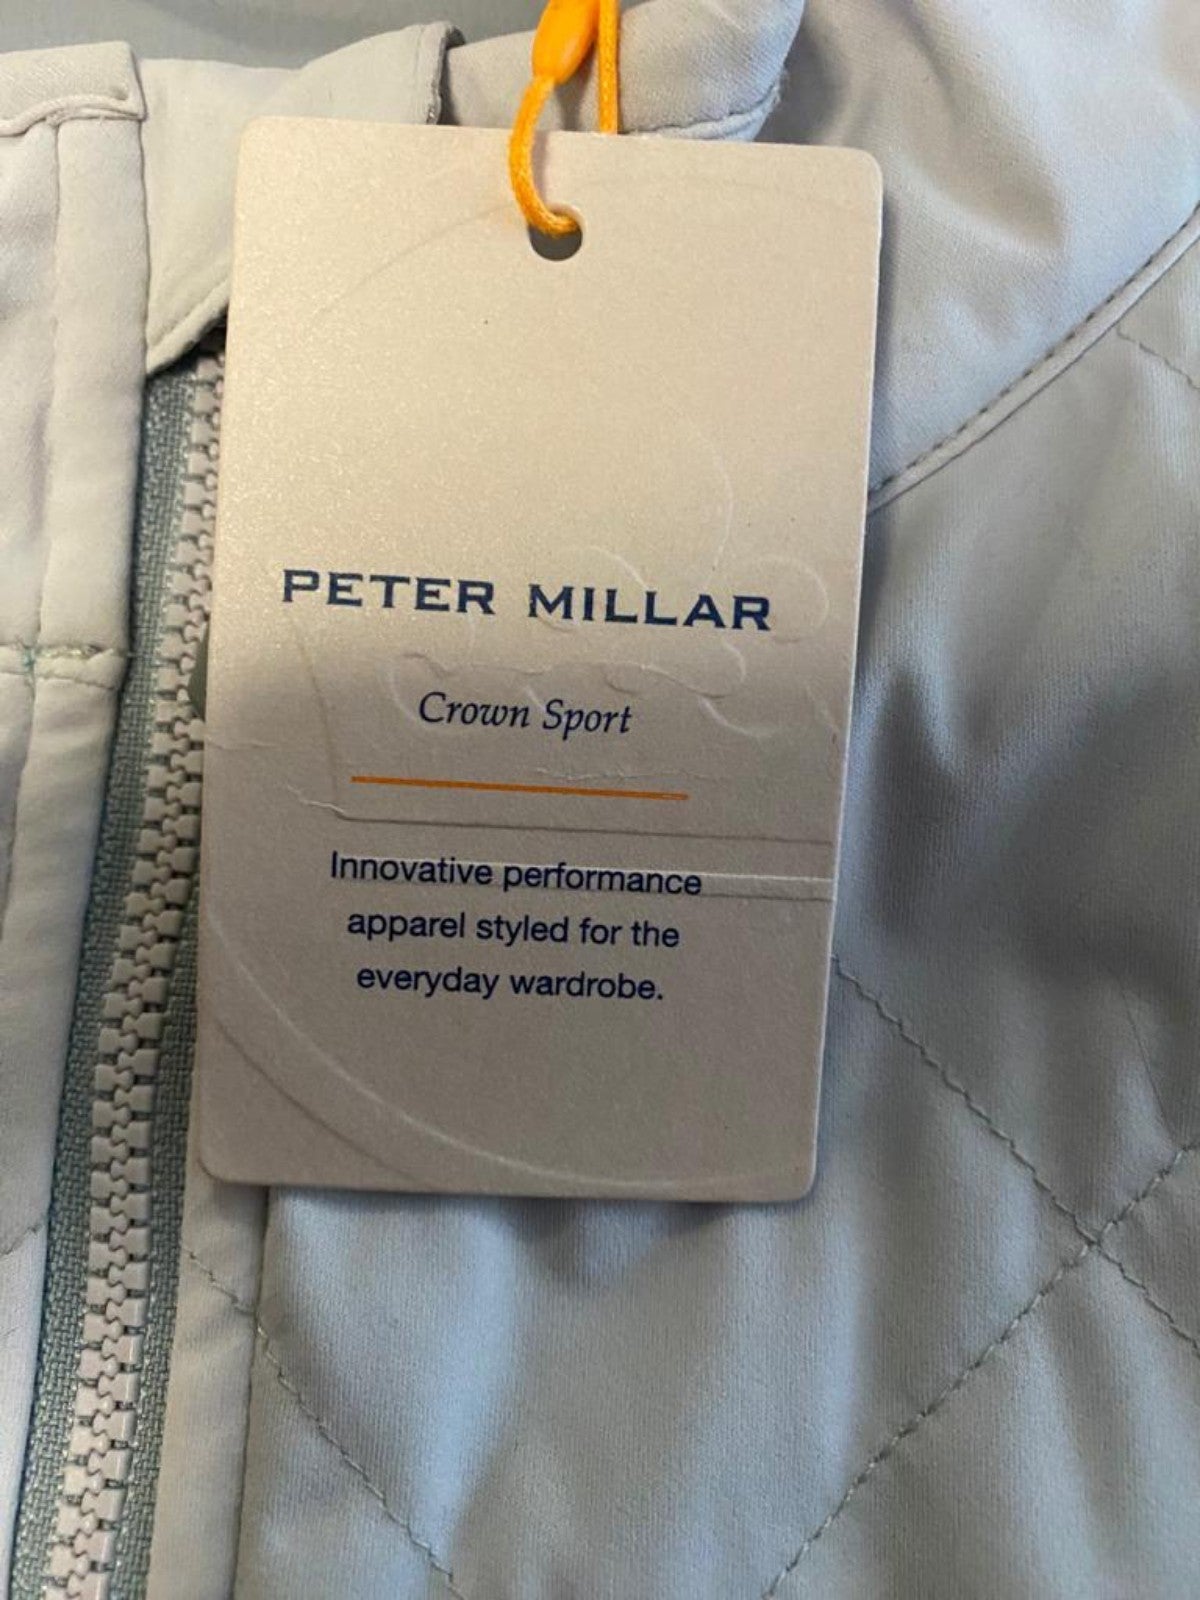 PETER MILLAR
Crown Sport
Innovative performance
apparel styled for the
everyday wardrobe.